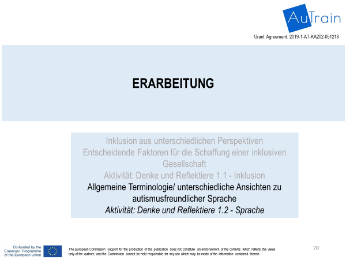 AuTrain
Grant Agreement: 2019-1-AT-KA202-051218
ERARBEITUNG
Inklusion aus unterschiedlichen Perspektiven
Entscheidende Faktoren für die Schaffung einer inklusiven
Gesellschaft
Aktivität: Denke und Reflektiere 1.1 - Inklusion
Allgemeine Terminologie/ unterschiedliche Ansichten zu
autismusfreundlicher Sprache
Aktivität: Denke und Reflektiere 1.2 - Sprache
Co-funded by the
Erasmus+ Programme
of the European Union
The European Commission support for the production of this publication does not constitute an endorsement of the contents which reflects the views
only of the authors, and the Commission cannot be held responsible for any use which may be made of the information contained therein.
20